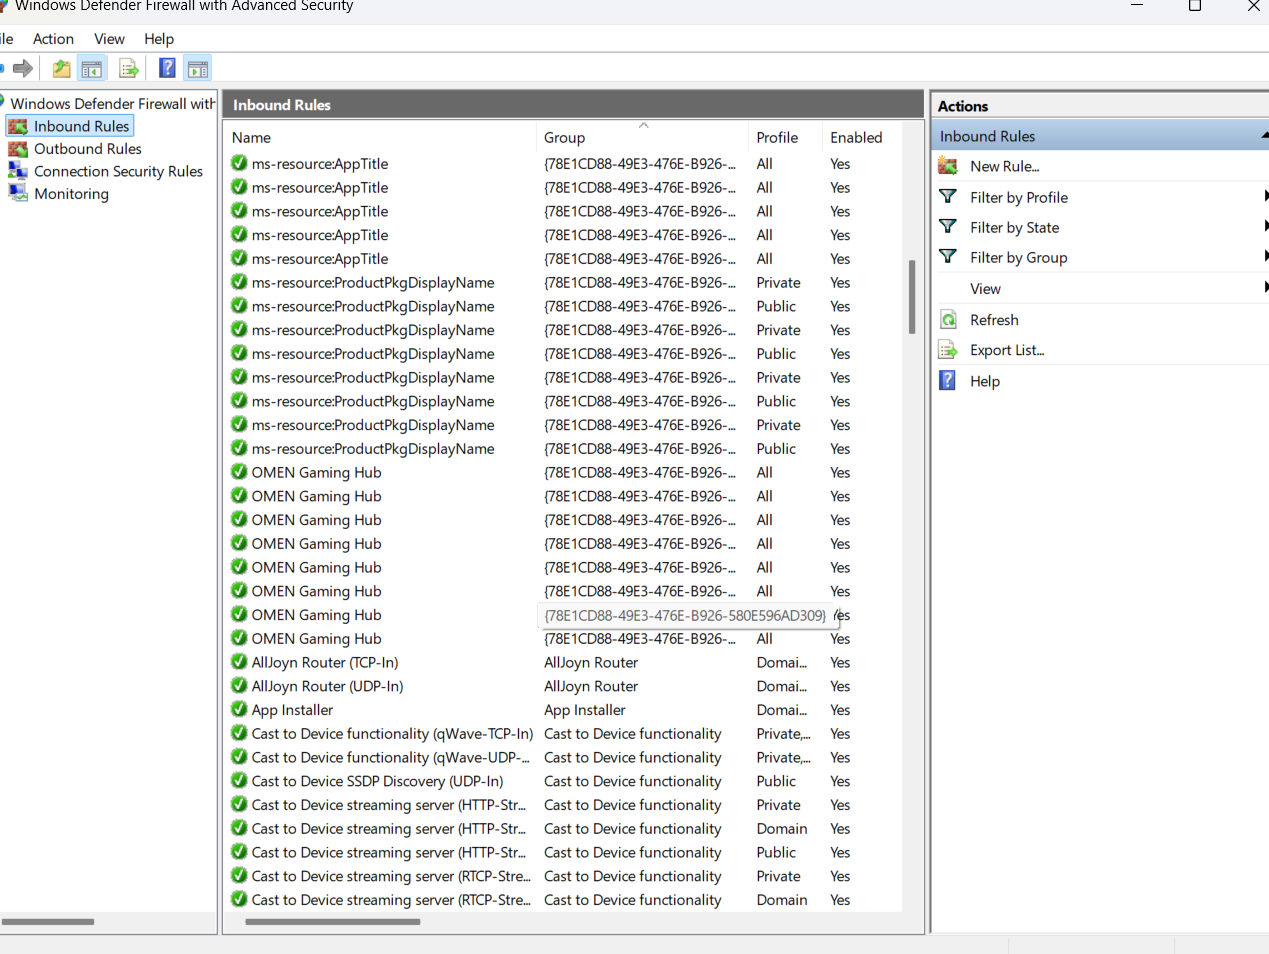 Windows Defender Firewall with Advanced Security
ile Action View Help
Windows Defender Firewall with
Inbound Rules
Outbound Rules
Connection Security Rules
Monitoring
Inbound Rules
Name Group Profile Enabled
ms-resource:AppTitle {78E1CD88-49E3-476E-B926-... All Yes
ms-resource:AppTitle {78E1CD88-49E3-476E-B926-... All Yes
ms-resource:AppTitle {78E1CD88-49E3-476E-B926-... All Yes
ms-resource:AppTitle {78E1CD88-49E3-476E-B926-... All Yes
ms-resource:AppTitle {78E1CD88-49E3-476E-B926-... All Yes
ms-resource:ProductPkgDisplayName {78E1CD88-49E3-476E-B926-... Private Yes
ms-resource:ProductPkgDisplayName {78E1CD88-49E3-476E-B926-... Public Yes
ms-resource:ProductPkgDisplayName {78E1CD88-49E3-476E-B926-... Private Yes
ms-resource:ProductPkgDisplayName {78E1CD88-49E3-476E-B926-... Public Yes
ms-resource:ProductPkgDisplayName {78E1CD88-49E3-476E-B926-... Private Yes
ms-resource:ProductPkgDisplayName {78E1CD88-49E3-476E-B926-... Public Yes
ms-resource:ProductPkgDisplayName {78E1CD88-49E3-476E-B926-... Private Yes
ms-resource:ProductPkgDisplayName {78E1CD88-49E3-476E-B926-... Public Yes
OMEN Gaming Hub {78E1CD88-49E3-476E-B926-... All Yes
OMEN Gaming Hub {78E1CD88-49E3-476E-B926-... All Yes
OMEN Gaming Hub {78E1CD88-49E3-476E-B926-... All Yes
OMEN Gaming Hub {78E1CD88-49E3-476E-B926-... All Yes
OMEN Gaming Hub {78E1CD88-49E3-476E-B926-... All Yes
OMEN Gaming Hub {78E1CD88-49E3-476E-B926-... All Yes
OMEN Gaming Hub {78E1CD88-49E3-476E-B926-580E596AD309} Yes
OMEN Gaming Hub {78E1CD88-49E3-476E-B926-... All Yes
AllJoyn Router (TCP-In) AllJoyn Router Domai... Yes
AllJoyn Router (UDP-In) AllJoyn Router Domai... Yes
App Installer App Installer Domai... Yes
Cast to Device functionality (qWave-TCP-In) Cast to Device functionality Private,... Yes
Cast to Device functionality (qWave-UDP-... Cast to Device functionality Private,... Yes
Cast to Device SSDP Discovery (UDP-In) Cast to Device functionality Public Yes
Cast to Device streaming server (HTTP-Str... Cast to Device functionality Private Yes
Cast to Device streaming server (HTTP-Str... Cast to Device functionality Domain Yes
Cast to Device streaming server (HTTP-Str... Cast to Device functionality Public Yes
Cast to Device streaming server (RTCP-Stre... Cast to Device functionality Private Yes
Cast to Device streaming server (RTCP-Stre... Cast to Device functionality Domain Yes
Actions
Inbound Rules
New Rule...
Filter by Profile
Filter by State
Filter by Group
View
Refresh
Export List...
Help